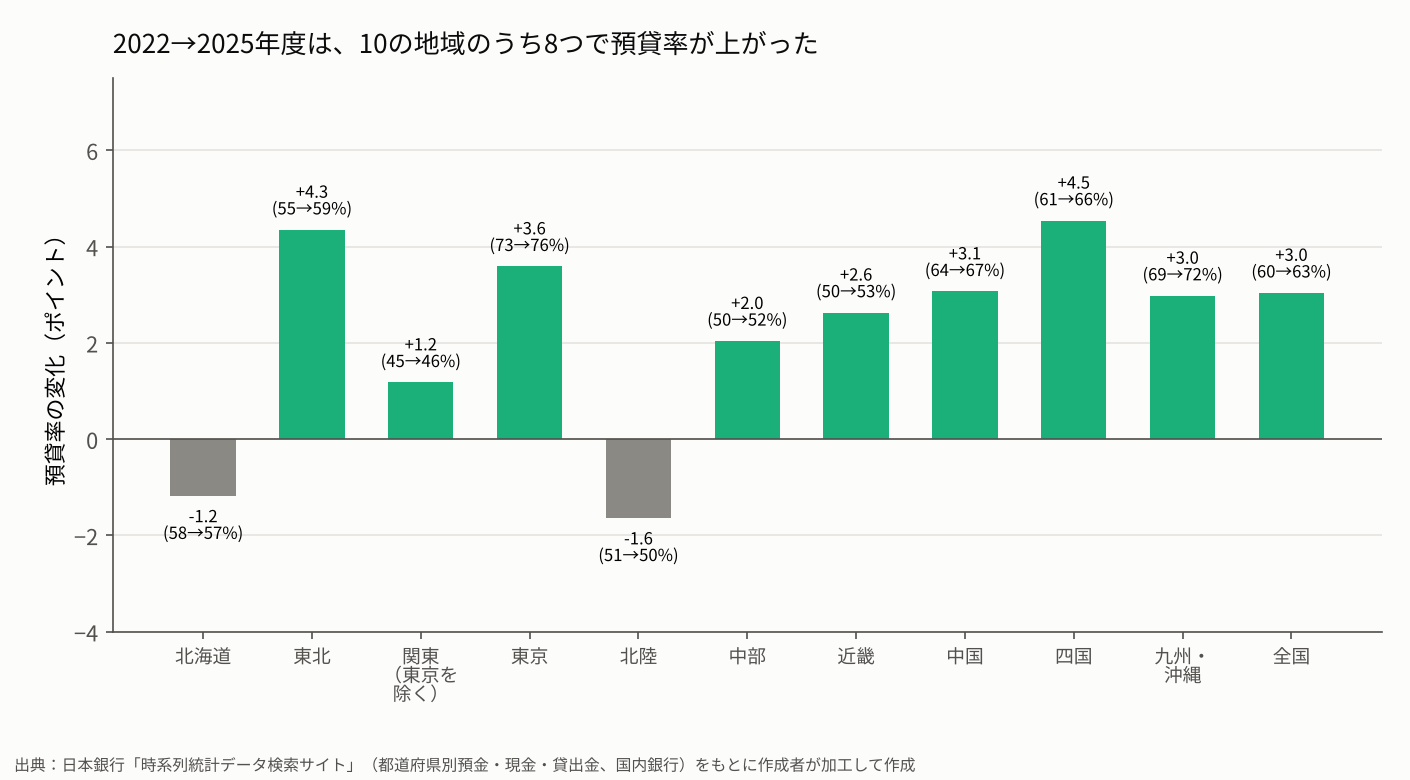 2022→2025年度は、10の地域のうち8つで預貸率が上がった
預貸率の変化（ポイント）
6
4
2
0
−2
−4
-1.2
(58→57%)
+4.3
(55→59%)
+1.2
(45→46%)
+3.6
(73→76%)
-1.6
(51→50%)
+2.0
(50→52%)
+2.6
(50→53%)
+3.1
(64→67%)
+4.5
(61→66%)
+3.0
(69→72%)
+3.0
(60→63%)
北海道
東北
関東
（東京を
除く）
東京
北陸
中部
近畿
中国
四国
九州・
沖縄
全国
出典：日本銀行「時系列統計データ検索サイト」（都道府県別預金・現金・貸出金、国内銀行）をもとに作成者が加工して作成